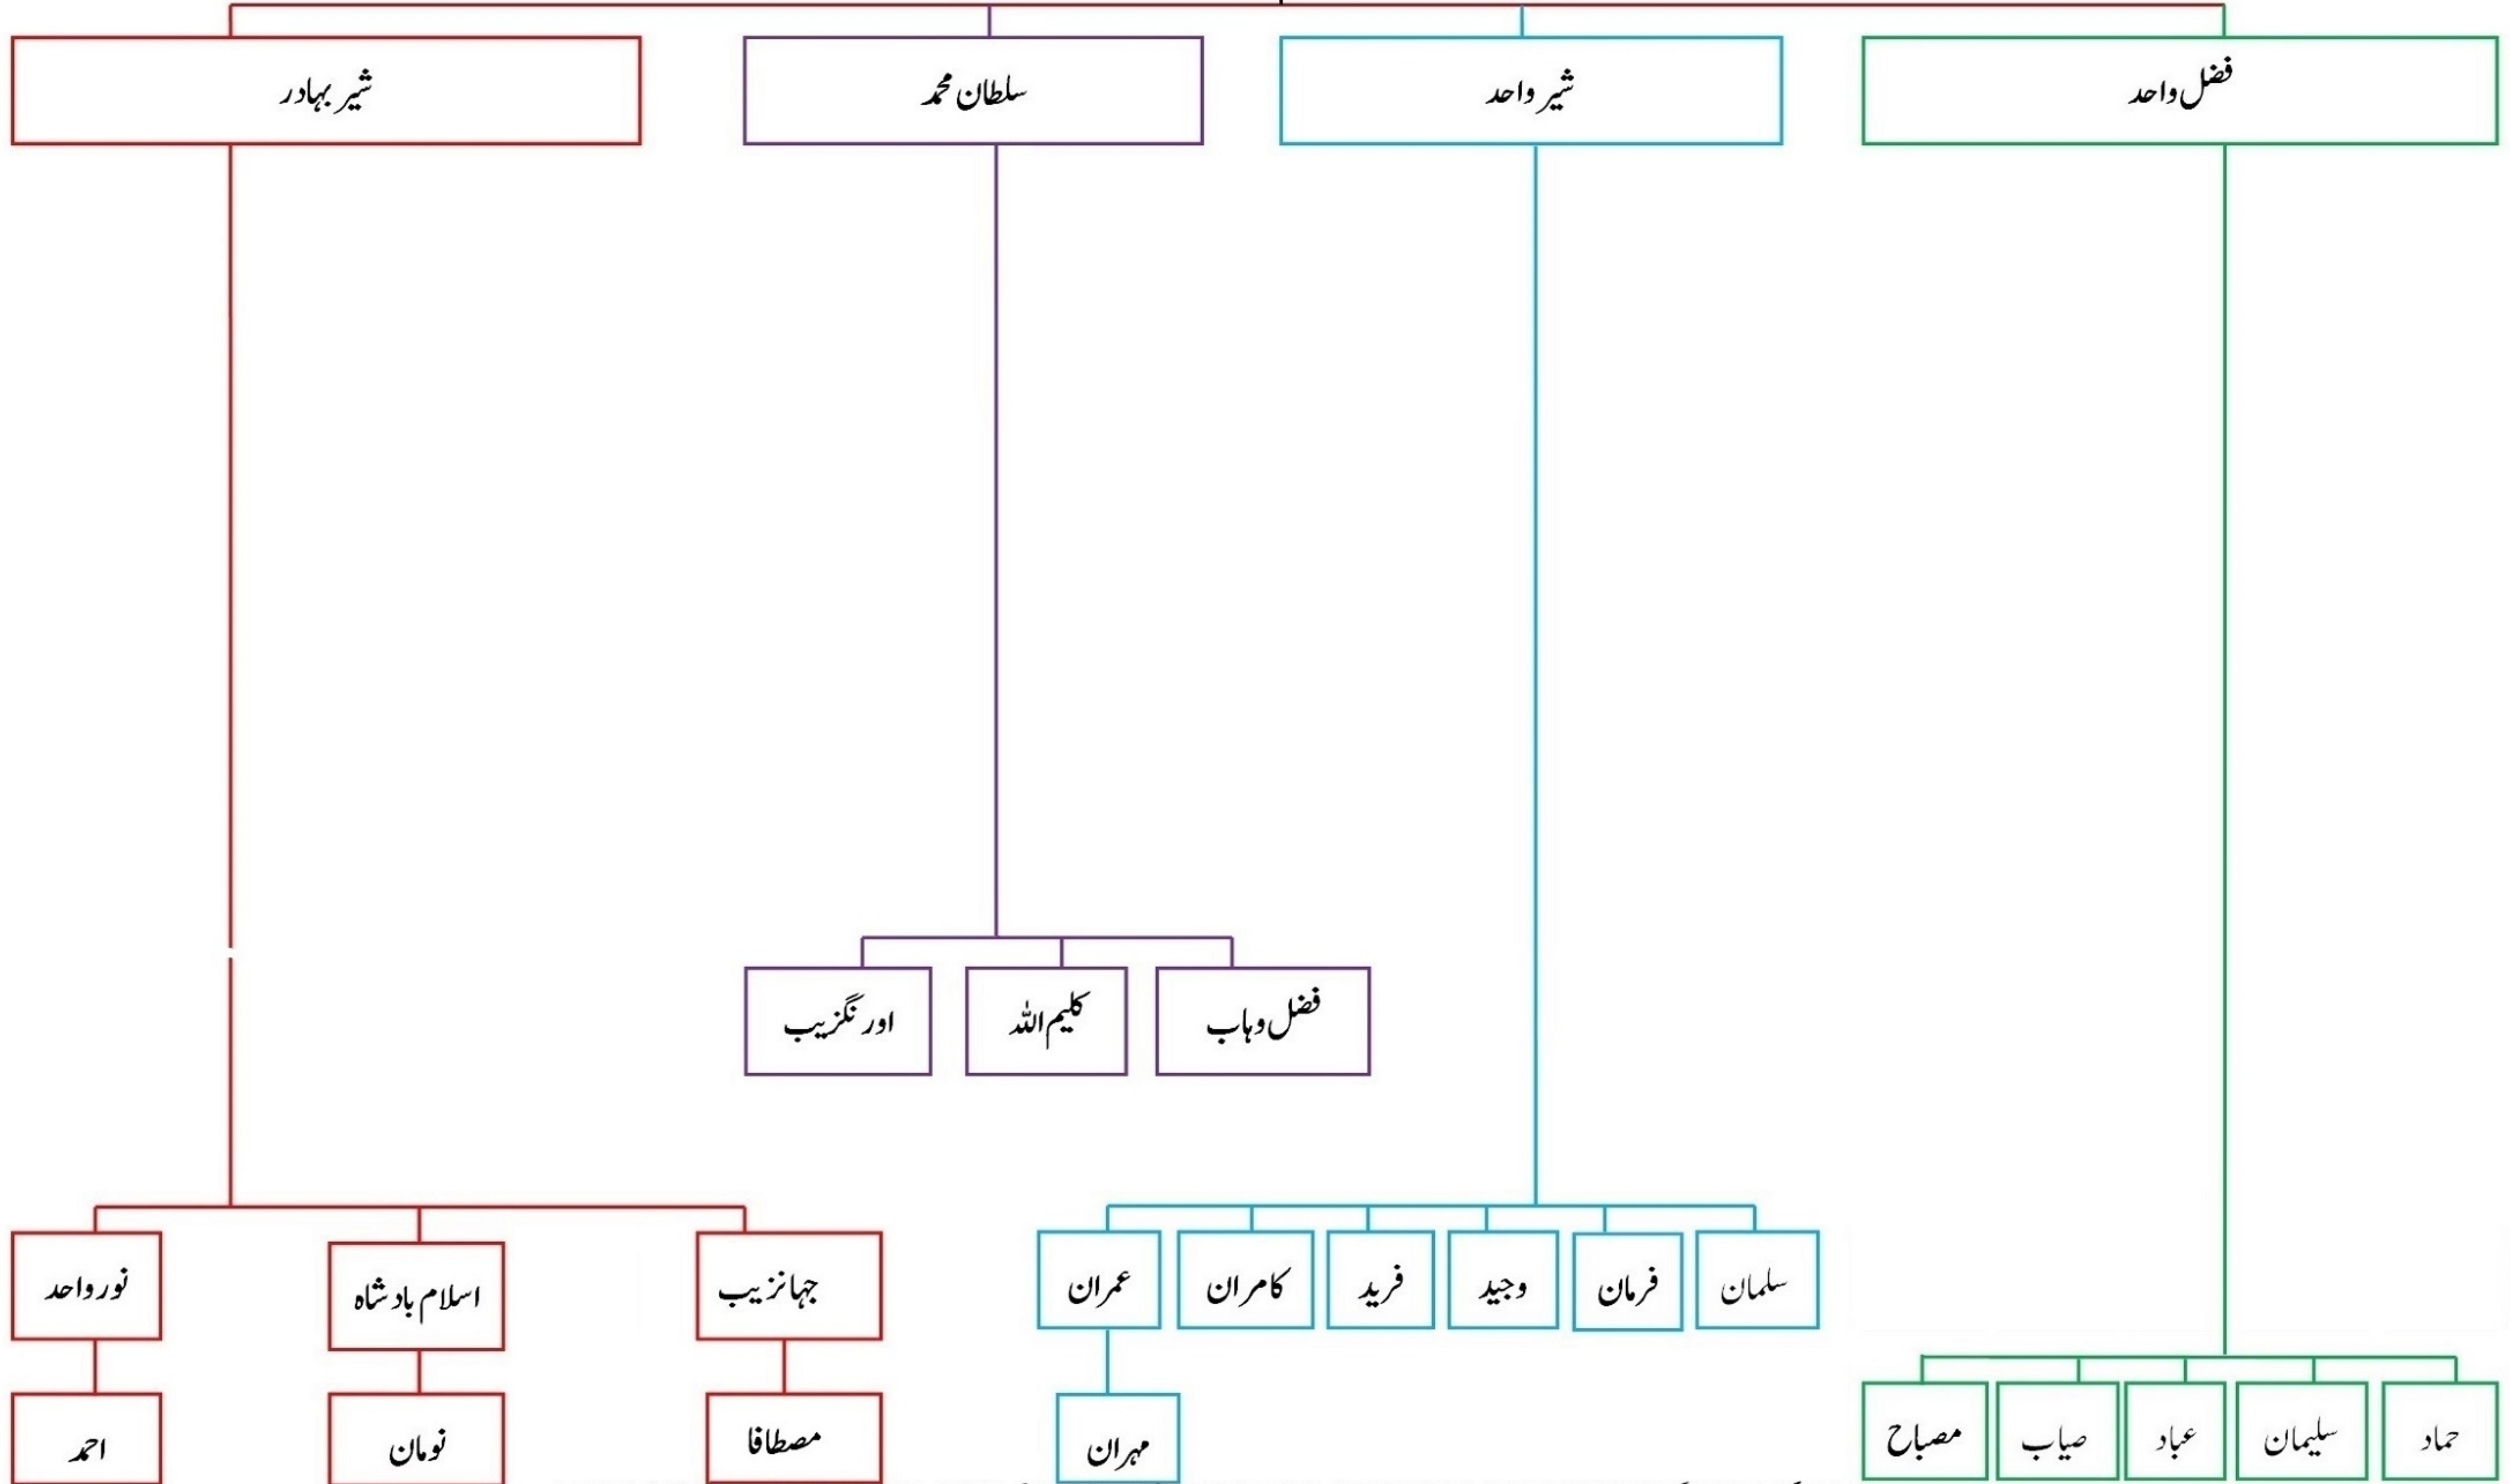 فضل واحد
شیر واحد
سلطان محمد
شیر بہادر
فضل وہاب
کلیم اللہ
اورنگزیب
سلمان
فرمان
وجید
فرید
کامران
عمران
جہانزیب
اسلام بادشاہ
نور واحد
حماد
سلیمان
عباد
صیاب
مصباح
مہران
مصطافا
نومان
احمد